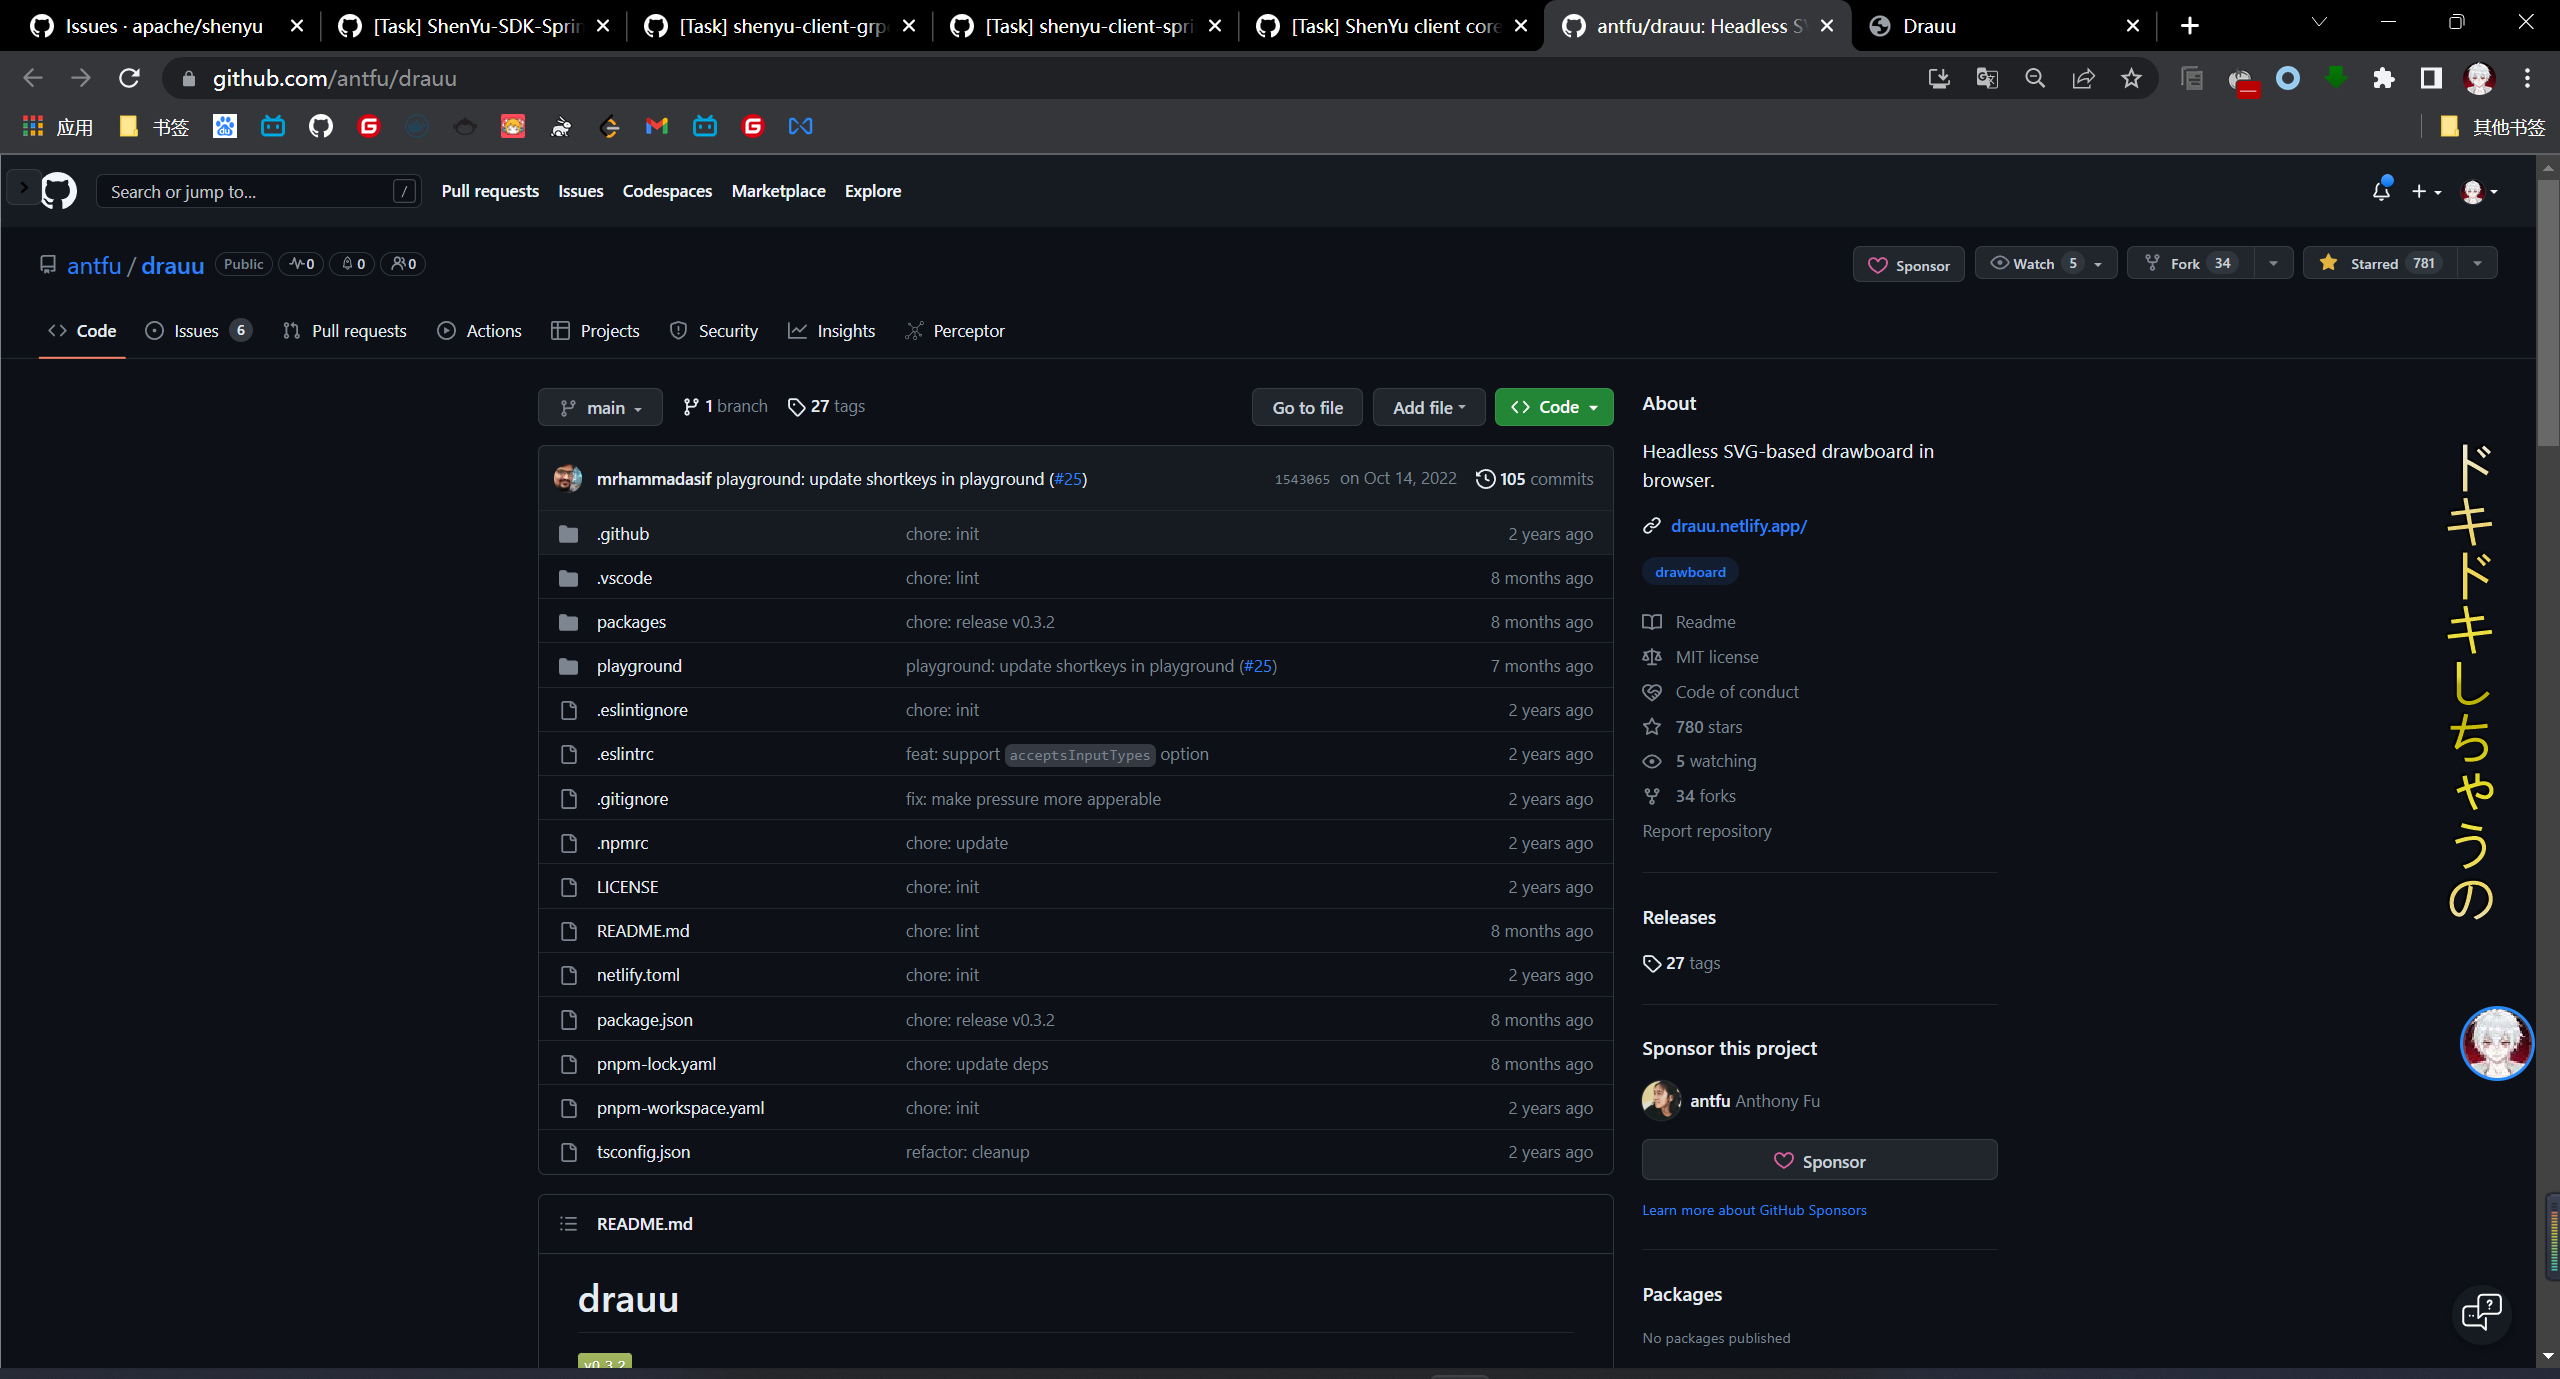 Issues · apache/shenyu
[Task] ShenYu-SDK-Sprin
[Task] shenyu-client-grp
[Task] shenyu-client-spri
[Task] ShenYu client core
antfu/drauu: Headless S
Drauu
github.com/antfu/drauu
应用
书签
其他书签
Search or jump to...
/
Pull requests
Issues
Codespaces
Marketplace
Explore
antfu / drauu
Public
0
0
0
Sponsor
Watch 5
Fork 34
Starred 781
Code
Issues 6
Pull requests
Actions
Projects
Security
Insights
Perceptor
main
1 branch
27 tags
Go to file
Add file
Code
mrhammadasif playground: update shortkeys in playground (#25)
1543065 on Oct 14, 2022
105 commits
.github chore: init 2 years ago
.vscode chore: lint 8 months ago
packages chore: release v0.3.2 8 months ago
playground playground: update shortkeys in playground (#25) 7 months ago
.eslintignore chore: init 2 years ago
.eslintrc feat: support acceptsInputTypes option 2 years ago
.gitignore fix: make pressure more apperable 2 years ago
.npmrc chore: update 2 years ago
LICENSE chore: init 2 years ago
README.md chore: lint 8 months ago
netlify.toml chore: init 2 years ago
package.json chore: release v0.3.2 8 months ago
pnpm-lock.yaml chore: update deps 8 months ago
pnpm-workspace.yaml chore: init 2 years ago
tsconfig.json refactor: cleanup 2 years ago
README.md
drauu
v0.3.2
About
Headless SVG-based drawboard in
browser.
drauu.netlify.app/
drawboard
Readme
MIT license
Code of conduct
780 stars
5 watching
34 forks
Report repository
Releases
27 tags
Sponsor this project
antfu Anthony Fu
Sponsor
Learn more about GitHub Sponsors
Packages
No packages published
ドキドキしちゃうの